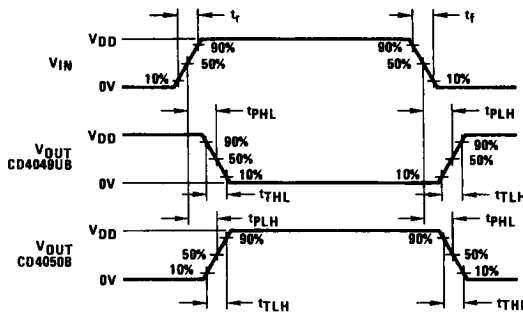 tr
tf
VDD
90%
90%
VIN
50%
50%
10%
10%
0V
tPHL
tPLH
VDD
VOUT
CD4049UB
90%
90%
50%
50%
10%
10%
0V
tTHL
tTLH
tPLH
tPHL
VDD
VOUT
CD4050B
90%
90%
50%
50%
10%
10%
0V
tTLH
tTHL